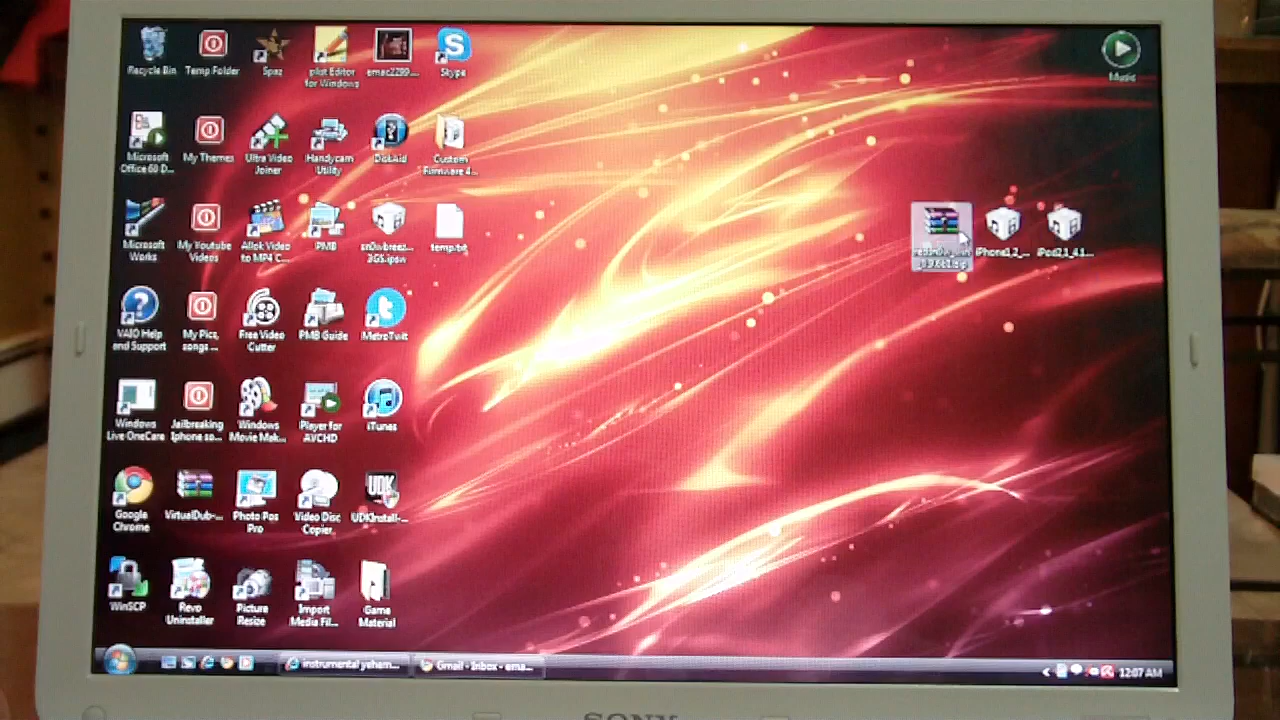 Recycle Bin
Temp Folder
Spaz
plist Editor
for Windows
emac2299....
Skype
Music
Microsoft
Office 60 D...
My Themes
Ultra Video
Joiner
Handycam
Utility
DiskAid
Custom
Firmware 4...
Microsoft
Works
My Youtube
Videos
Allok Video
to MP4 C...
PMB
sn0wbreez...
3GS.ipsw
temp.txt
iPhone1,2_...
iPod2,1_4.1...
VAIO Help
and Support
My Pics,
songs ...
Free Video
Cutter
PMB Guide
MetroTwit
Windows
Live OneCare
Jailbreaking
Iphone so...
Windows
Movie Mak...
Player for
AVCHD
iTunes
Google
Chrome
VirtualDub-...
Photo Pos
Pro
Video Disc
Copier
UDK
UDKInstall-...
WinSCP
Revo
Uninstaller
Picture
Resize
Import
Media Fil...
Game
Material
instrumental yehem...
Gmail - Inbox - ema...
12:07 AM
SONY